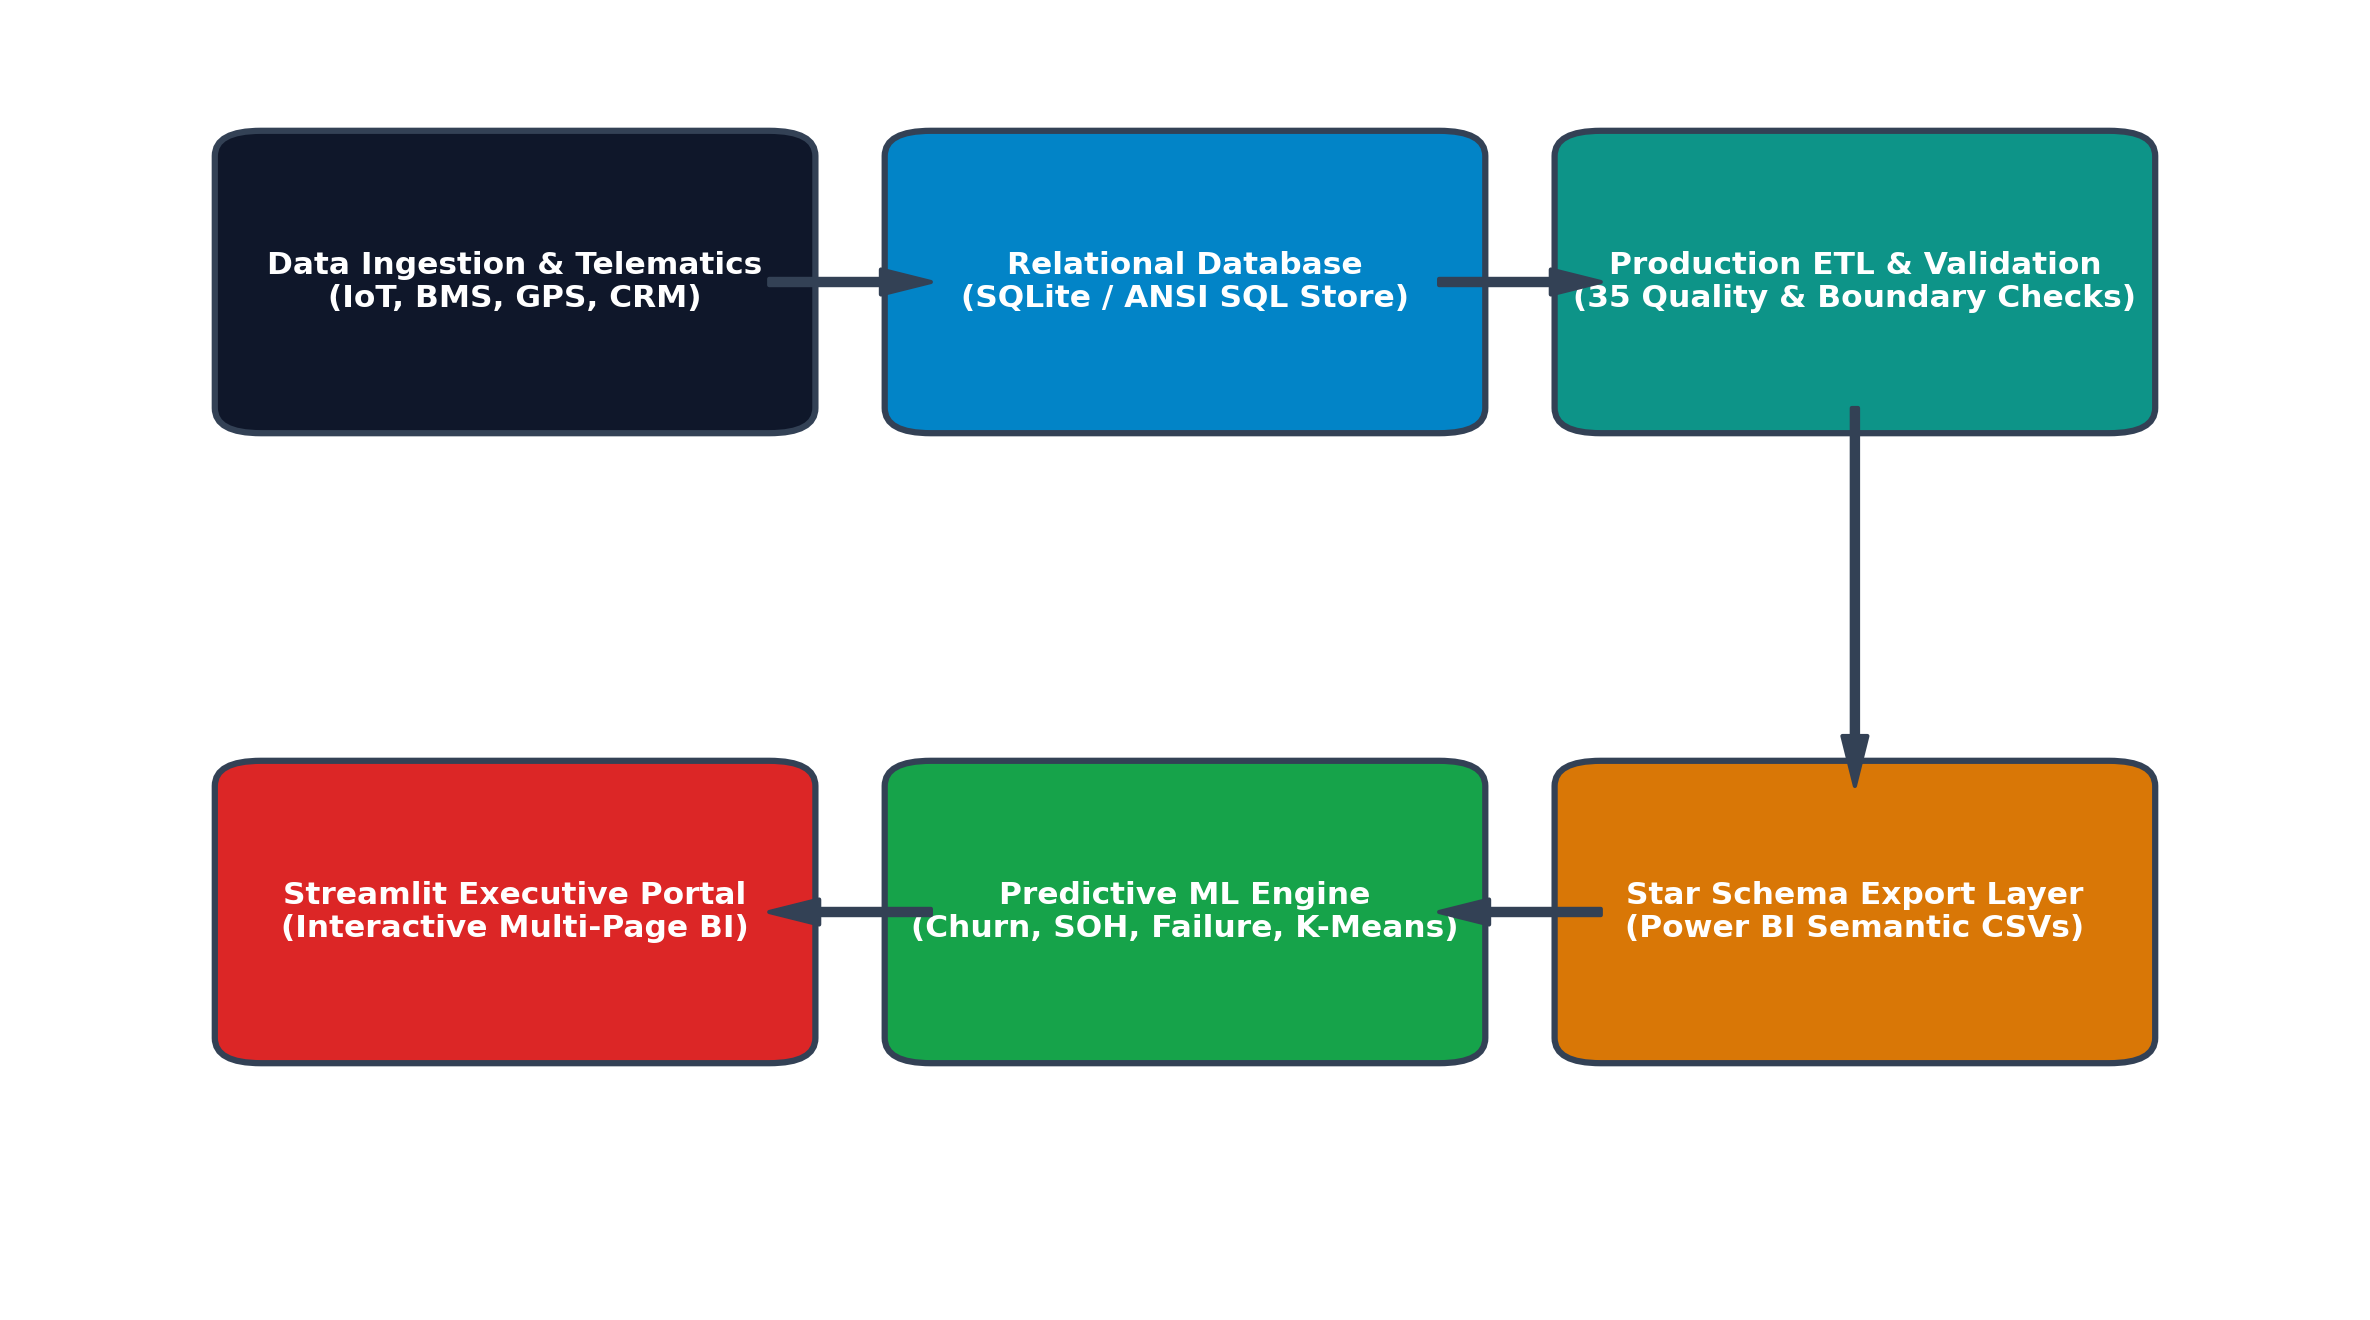 Data Ingestion & Telematics
(IoT, BMS, GPS, CRM)
Relational Database
(SQLite / ANSI SQL Store)
Production ETL & Validation
(35 Quality & Boundary Checks)
Streamlit Executive Portal
(Interactive Multi-Page BI)
Predictive ML Engine
(Churn, SOH, Failure, K-Means)
Star Schema Export Layer
(Power BI Semantic CSVs)